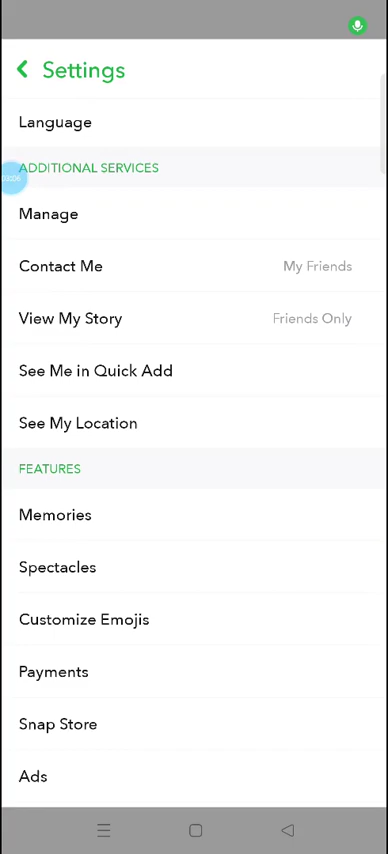 Settings
Language
ADDITIONAL SERVICES
Manage
Contact Me My Friends
View My Story Friends Only
See Me in Quick Add
See My Location
FEATURES
Memories
Spectacles
Customize Emojis
Payments
Snap Store
Ads